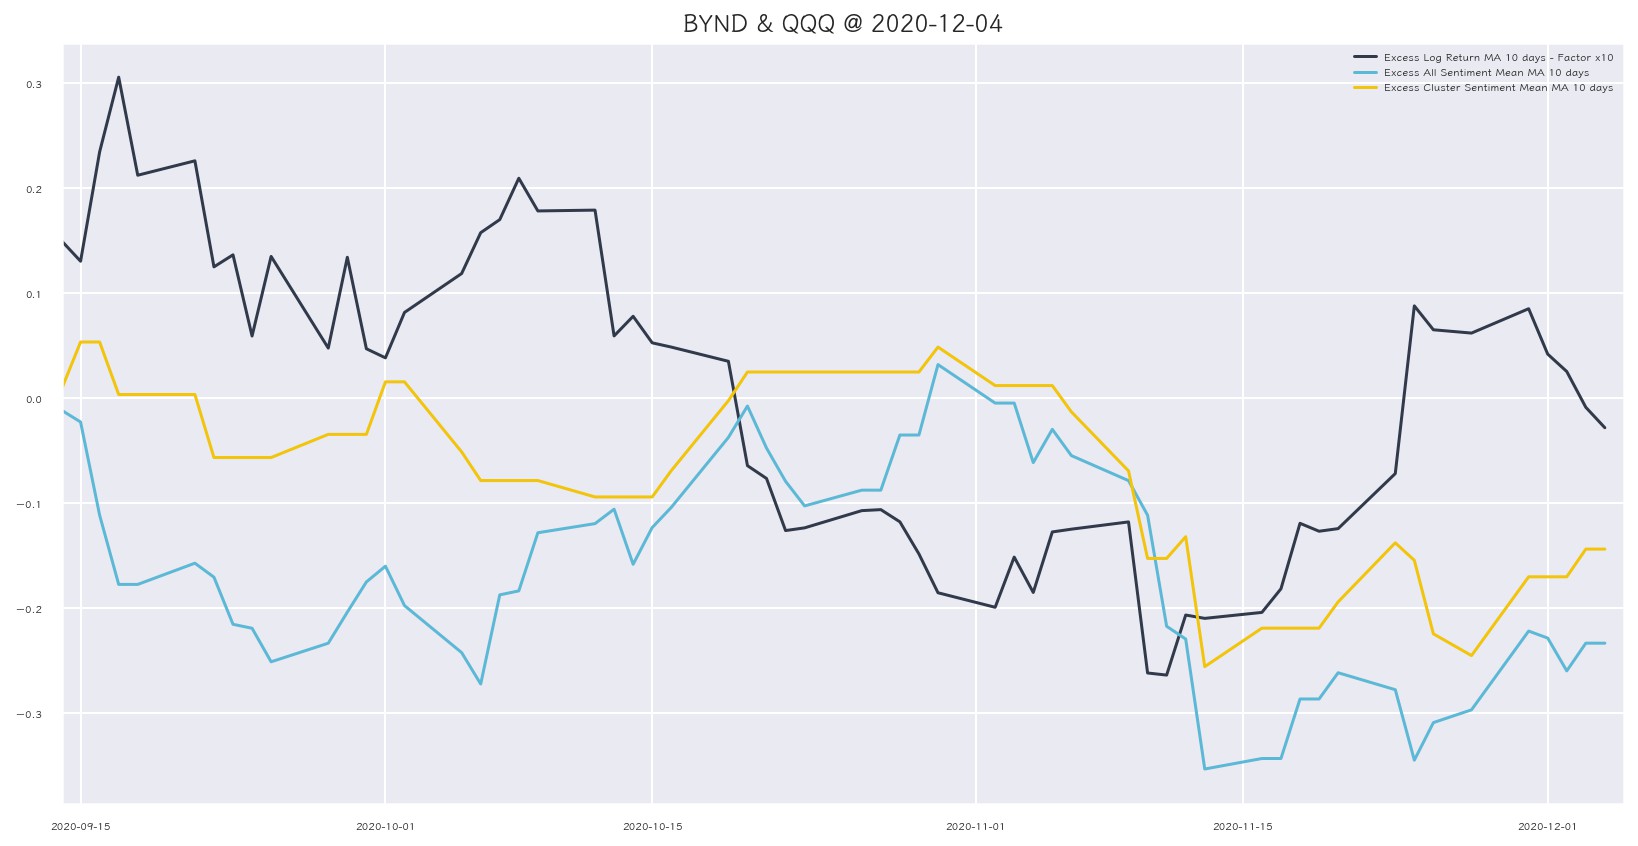 BYND & QQQ @ 2020-12-04
Excess Log Return MA 10 days - Factor x10
Excess All Sentiment Mean MA 10 days
Excess Cluster Sentiment Mean MA 10 days
0.3
0.2
0.1
0.0
−0.1
−0.2
−0.3
2020-09-15 2020-10-01 2020-10-15 2020-11-01 2020-11-15 2020-12-01